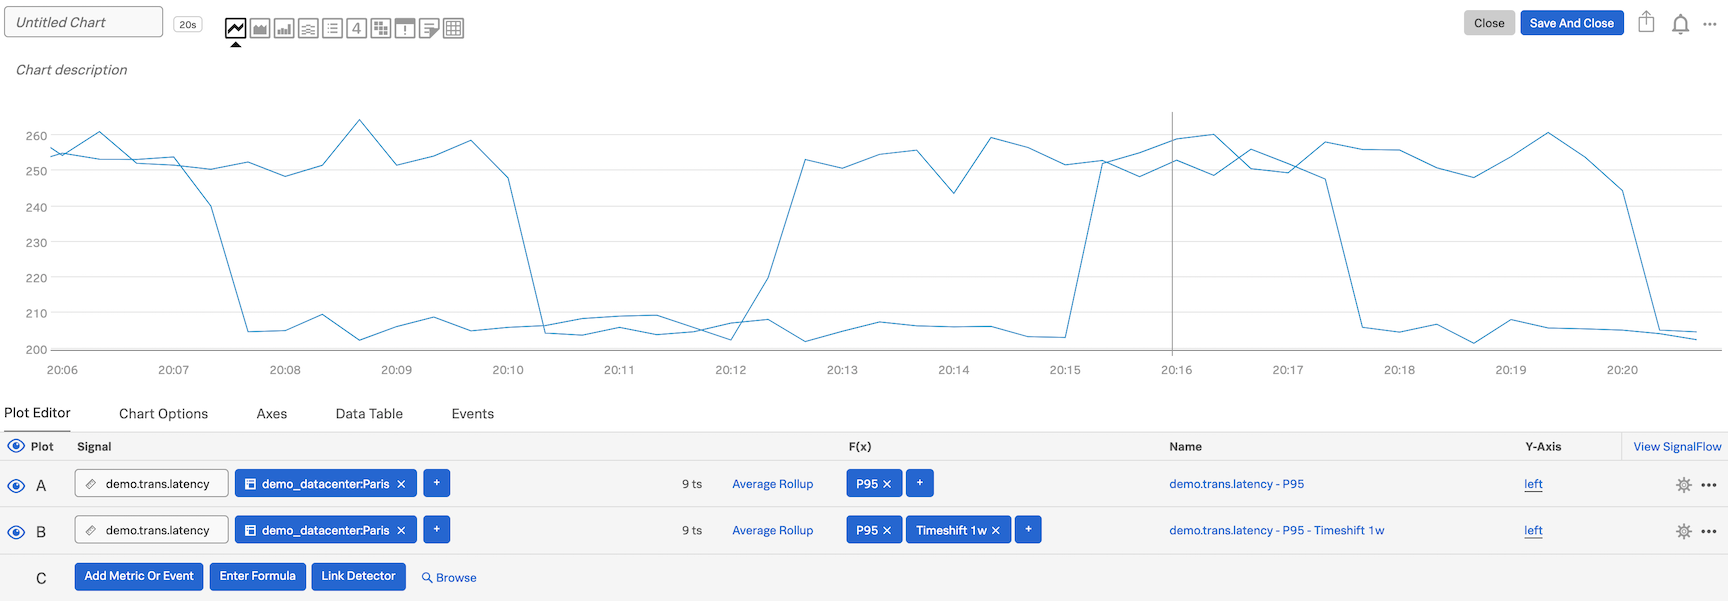 Untitled Chart 20s 4 Close Save And Close
Chart description
260
250
240
230
220
210
200
20:06 20:07 20:08 20:09 20:10 20:11 20:12 20:13 20:14 20:15 20:16 20:17 20:18 20:19 20:20
Plot Editor Chart Options Axes Data Table Events
Plot Signal F(x) Name Y-Axis View SignalFlow
A demo.trans.latency demo_datacenter:Paris × + 9 ts Average Rollup P95 × + demo.trans.latency - P95 left
B demo.trans.latency demo_datacenter:Paris × + 9 ts Average Rollup P95 × Timeshift 1w × + demo.trans.latency - P95 - Timeshift 1w left
C Add Metric Or Event Enter Formula Link Detector Browse